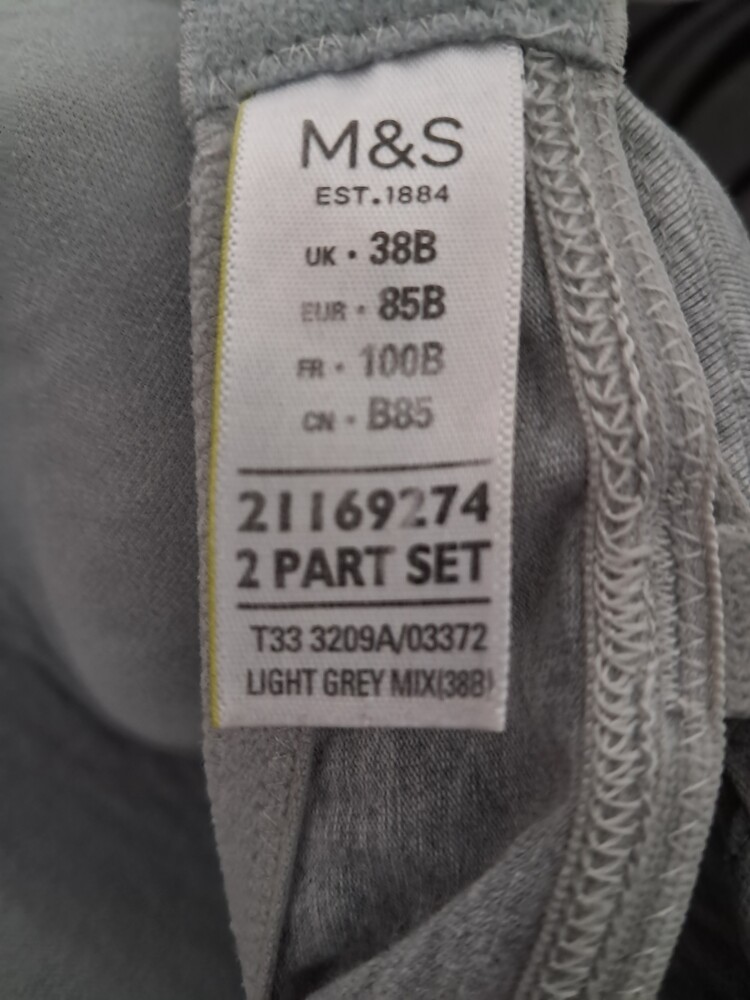 M&S
EST.1884
UK • 38B
EUR • 85B
FR • 100B
CN • B85
21169274
2 PART SET
T33 3209A/03372
LIGHT GREY MIX(38B)